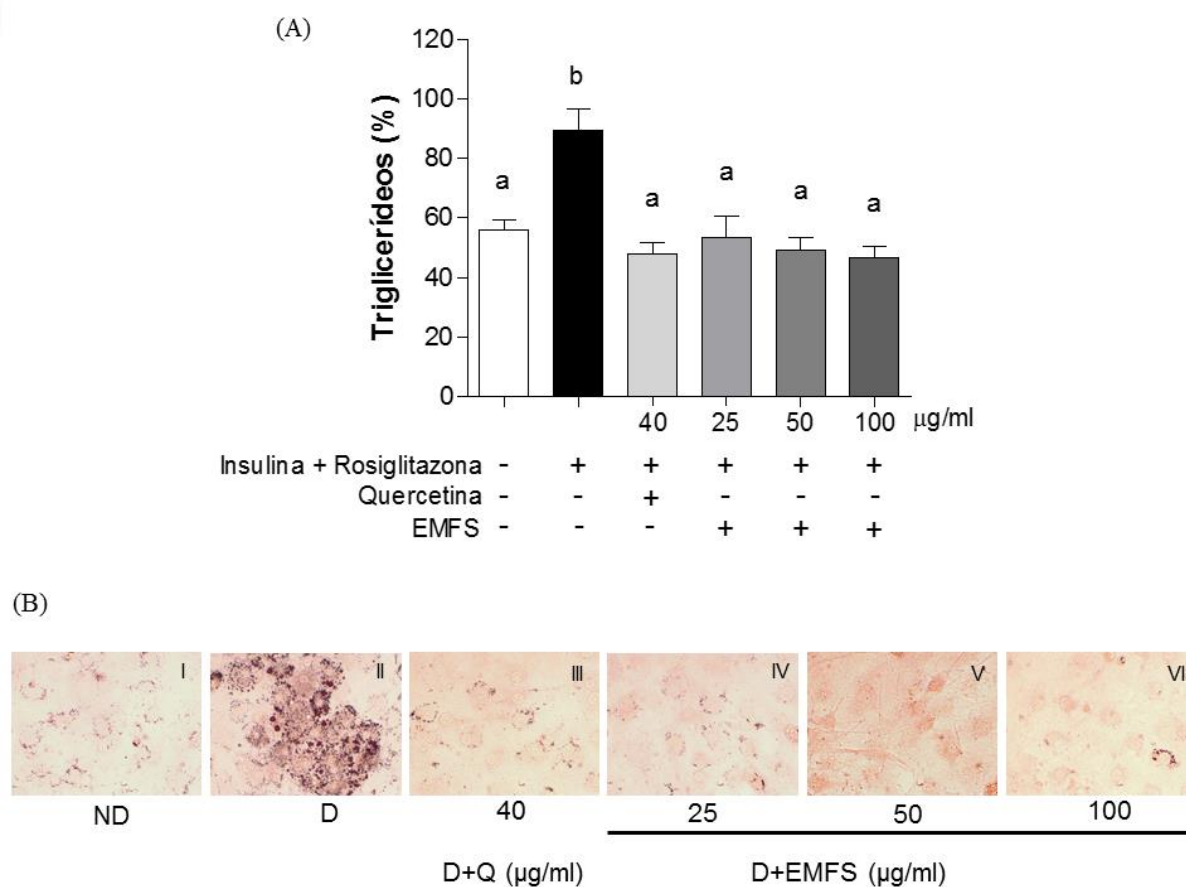 (A)
120
100
80
60
40
20
0
Triglicerídeos (%)
a
b
a
a
a
a
40 25 50 100 µg/ml
Insulina + Rosiglitazona - + + + + +
Quercetina - - + - - -
EMFS - - - + + +
(B)
I II III IV V VI
ND D 40 25 50 100
D+Q (µg/ml) D+EMFS (µg/ml)